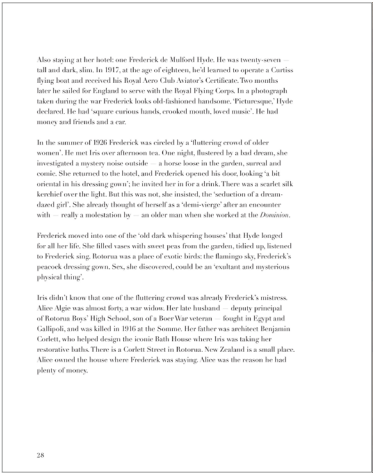 Also staying at her hotel: one Frederick de Mulford Hyde. He was twenty-seven —
tall and dark, slim. In 1917, at the age of eighteen, he'd learned to operate a Curtiss
flying boat and received his Royal Aero Club Aviator's Certificate. Two months
later he sailed for England to serve with the Royal Flying Corps. In a photograph
taken during the war Frederick looks old-fashioned handsome. 'Picturesque,' Hyde
declared. He had 'square curious hands, crooked mouth, loved music'. He had
money and friends and a car.
In the summer of 1926 Frederick was circled by a 'fluttering crowd of older
women'. He met Iris over afternoon tea. One night, flustered by a bad dream, she
investigated a mystery noise outside — a horse loose in the garden, surreal and
comic. She returned to the hotel, and Frederick opened his door, looking 'a bit
oriental in his dressing gown'; he invited her in for a drink. There was a scarlet silk
kerchief over the light. But this was not, she insisted, the 'seduction of a dream-
dazed girl'. She already thought of herself as a 'demi-vierge' after an encounter
with — really a molestation by — an older man when she worked at the Dominion.
Frederick moved into one of the 'old dark whispering houses' that Hyde longed
for all her life. She filled vases with sweet peas from the garden, tidied up, listened
to Frederick sing. Rotorua was a place of exotic birds: the flamingo sky, Frederick's
peacock dressing gown. Sex, she discovered, could be an 'exultant and mysterious
physical thing'.
Iris didn't know that one of the fluttering crowd was already Frederick's mistress.
Alice Algie was almost forty, a war widow. Her late husband — deputy principal
of Rotorua Boys' High School, son of a Boer War veteran — fought in Egypt and
Gallipoli, and was killed in 1916 at the Somme. Her father was architect Benjamin
Corlett, who helped design the iconic Bath House where Iris was taking her
restorative baths. There is a Corlett Street in Rotorua. New Zealand is a small place.
Alice owned the house where Frederick was staying. Alice was the reason he had
plenty of money.
28